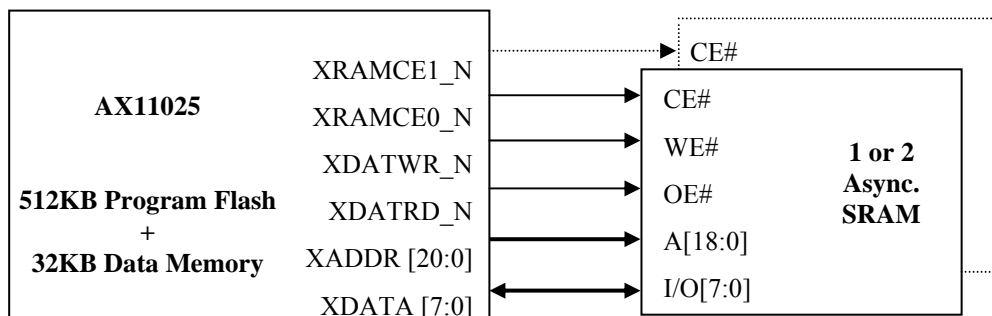 XRAMCE1_N
XRAMCE0_N
XDATWR_N
XDATRD_N
XADDR [20:0]
XDATA [7:0]
AX11025
512KB Program Flash
+
32KB Data Memory
CE#
CE#
WE#
OE#
A[18:0]
I/O[7:0]
1 or 2
Async.
SRAM